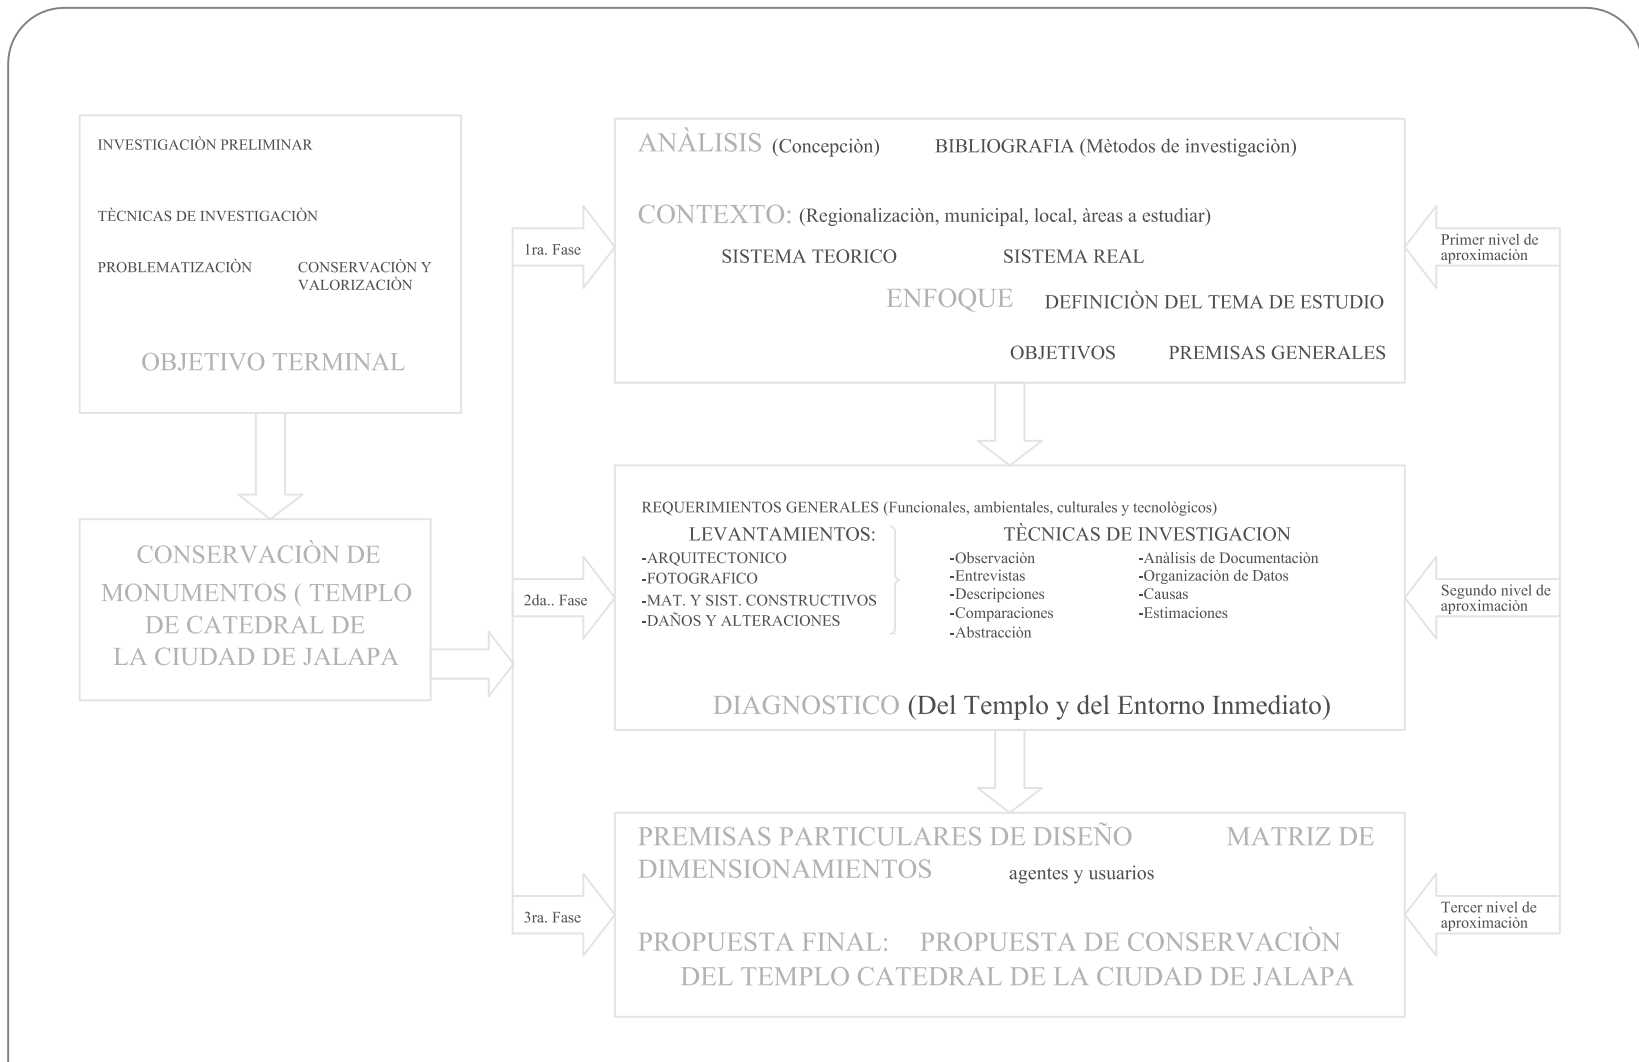 INVESTIGACIÒN PRELIMINAR
TÈCNICAS DE INVESTIGACIÒN
PROBLEMATIZACIÒN
CONSERVACIÒN Y
VALORIZACIÒN
OBJETIVO TERMINAL
CONSERVACIÒN DE
MONUMENTOS ( TEMPLO
DE CATEDRAL DE
LA CIUDAD DE JALAPA
1ra. Fase
ANÀLISIS (Concepciòn) BIBLIOGRAFIA (Mètodos de investigaciòn)
CONTEXTO: (Regionalizaciòn, municipal, local, àreas a estudiar)
SISTEMA TEORICO SISTEMA REAL
ENFOQUE DEFINICIÒN DEL TEMA DE ESTUDIO
OBJETIVOS PREMISAS GENERALES
Primer nivel de
aproximaciòn
2da.. Fase
REQUERIMIENTOS GENERALES (Funcionales, ambientales, culturales y tecnològicos)
LEVANTAMIENTOS:
-ARQUITECTONICO
-FOTOGRAFICO
-MAT. Y SIST. CONSTRUCTIVOS
-DAÑOS Y ALTERACIONES
TÈCNICAS DE INVESTIGACION
-Observaciòn
-Entrevistas
-Descripciones
-Comparaciones
-Abstracciòn
-Anàlisis de Documentaciòn
-Organizaciòn de Datos
-Causas
-Estimaciones
DIAGNOSTICO (Del Templo y del Entorno Inmediato)
Segundo nivel de
aproximaciòn
3ra. Fase
PREMISAS PARTICULARES DE DISEÑO MATRIZ DE
DIMENSIONAMIENTOS agentes y usuarios
PROPUESTA FINAL: PROPUESTA DE CONSERVACIÒN
DEL TEMPLO CATEDRAL DE LA CIUDAD DE JALAPA
Tercer nivel de
aproximaciòn